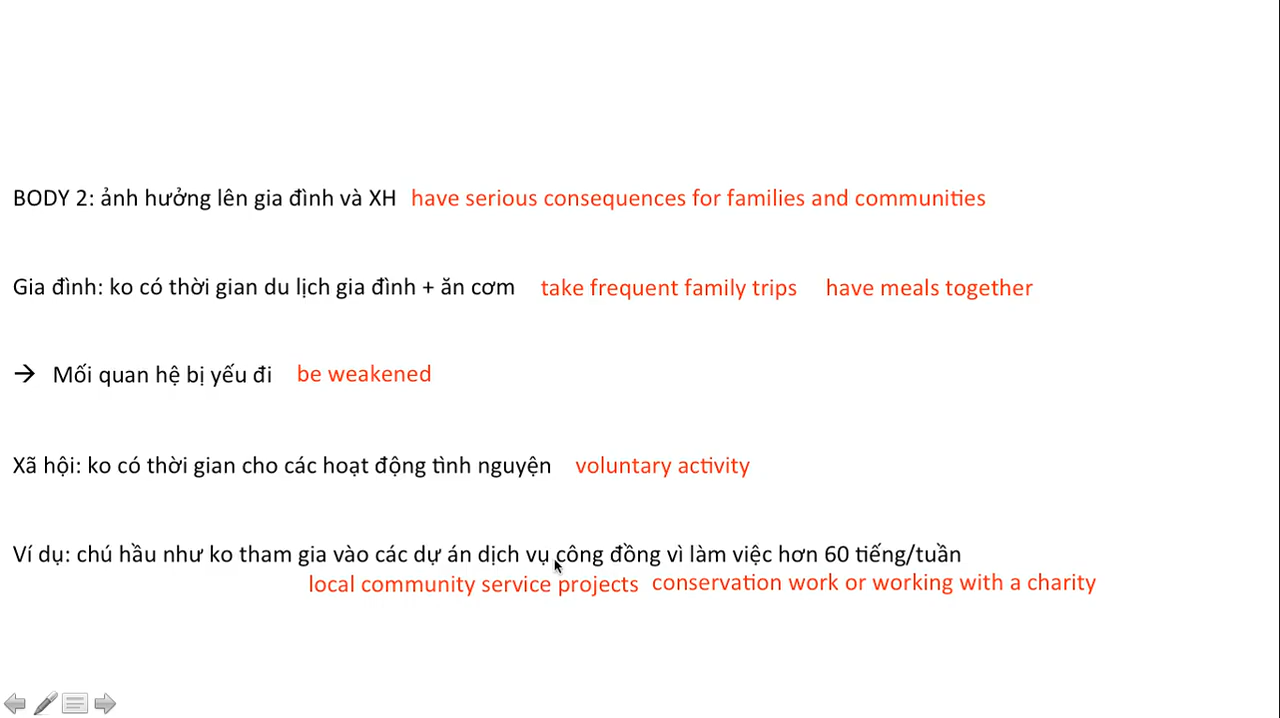 BODY 2: ảnh hưởng lên gia đình và XH have serious consequences for families and communities
Gia đình: ko có thời gian du lịch gia đình + ăn cơm take frequent family trips have meals together
→ Mối quan hệ bị yếu đi be weakened
Xã hội: ko có thời gian cho các hoạt động tình nguyện voluntary activity
Ví dụ: chú hầu như ko tham gia vào các dự án dịch vụ công đồng vì làm việc hơn 60 tiếng/tuần
local community service projects conservation work or working with a charity